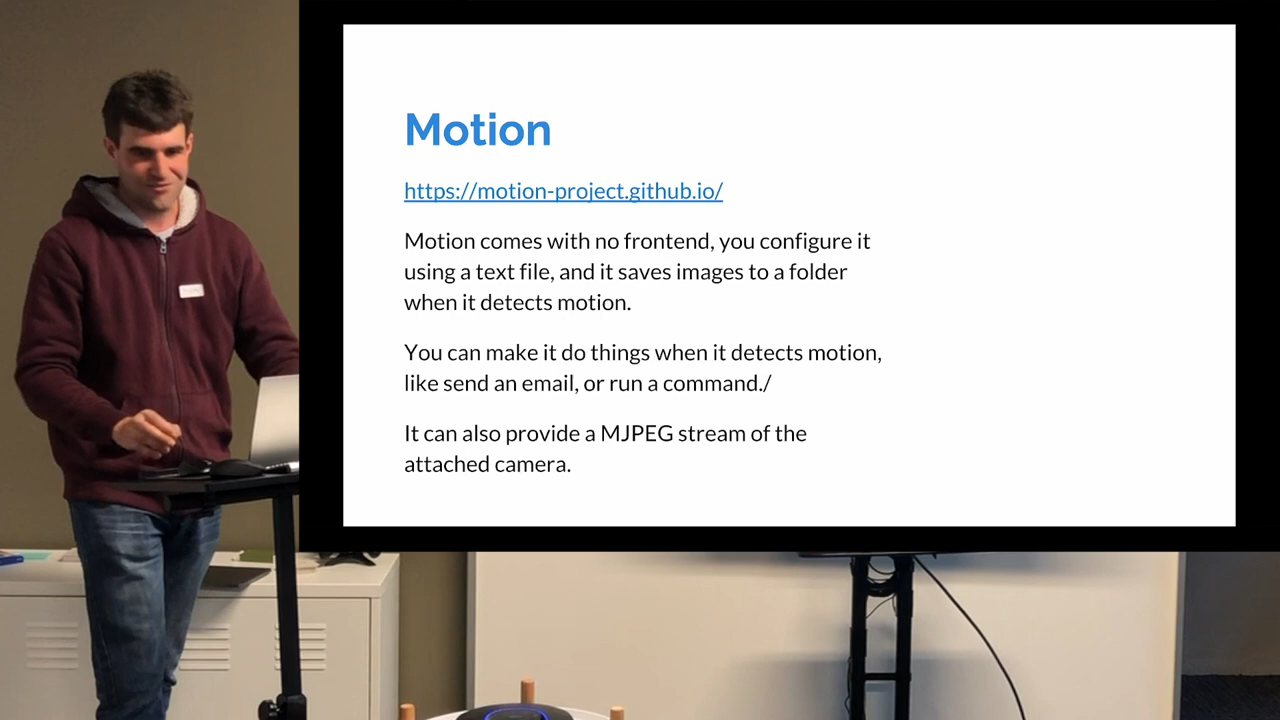 Motion
https://motion-project.github.io/
Motion comes with no frontend, you configure it
using a text file, and it saves images to a folder
when it detects motion.
You can make it do things when it detects motion,
like send an email, or run a command./
It can also provide a MJPEG stream of the
attached camera.